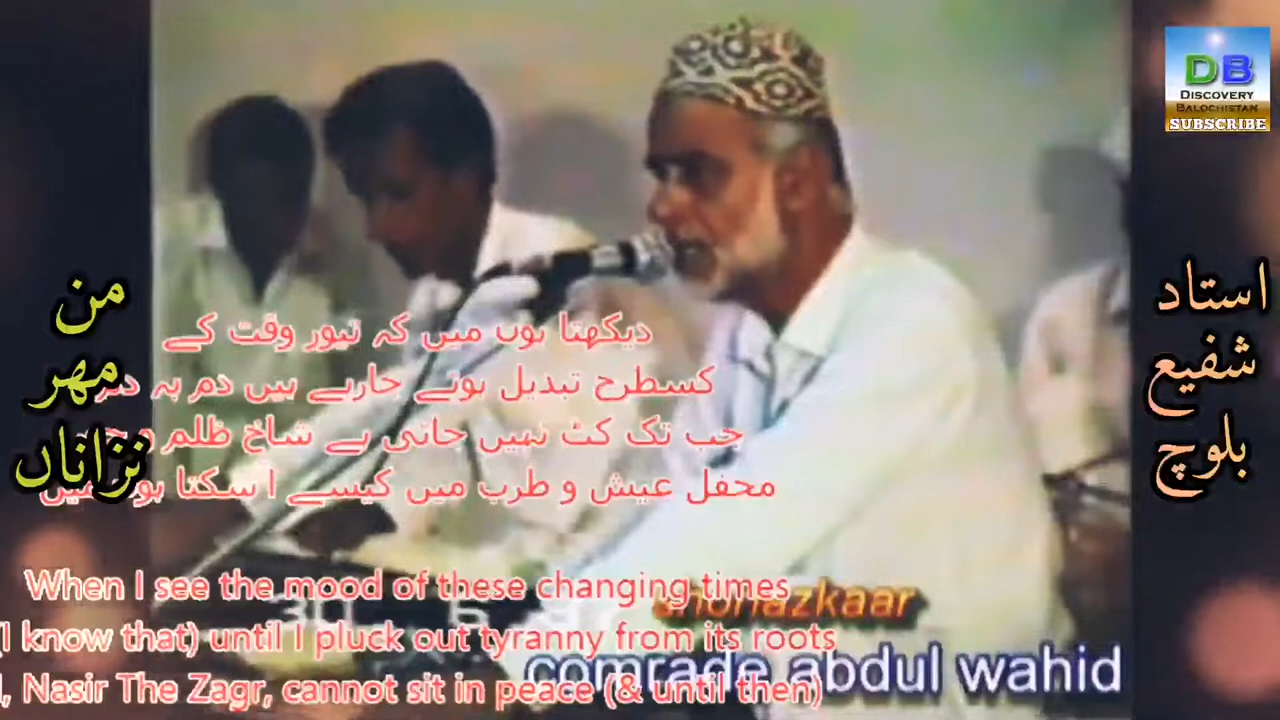 DB
DISCOVERY
BALOCHISTAN
SUBSCRIBE
استاد
شفیع
بلوچ
من
مهر
نزاناں
دیکھتا ہوں میں کہ تیور وقت کے
کسطرح تبدیل ہوتے جارہے ہیں دم بہ
جب تک کٹ نہیں جاتی ہے شاخ ظلم و
محفل عیش و طرب میں کیسے آ سکتا ہوں میں
When I see the mood of these changing times
(I know that) until I pluck out tyranny from its roots
I, Nasir The Zagr, cannot sit in peace (& until then)
comrade abdul wahid